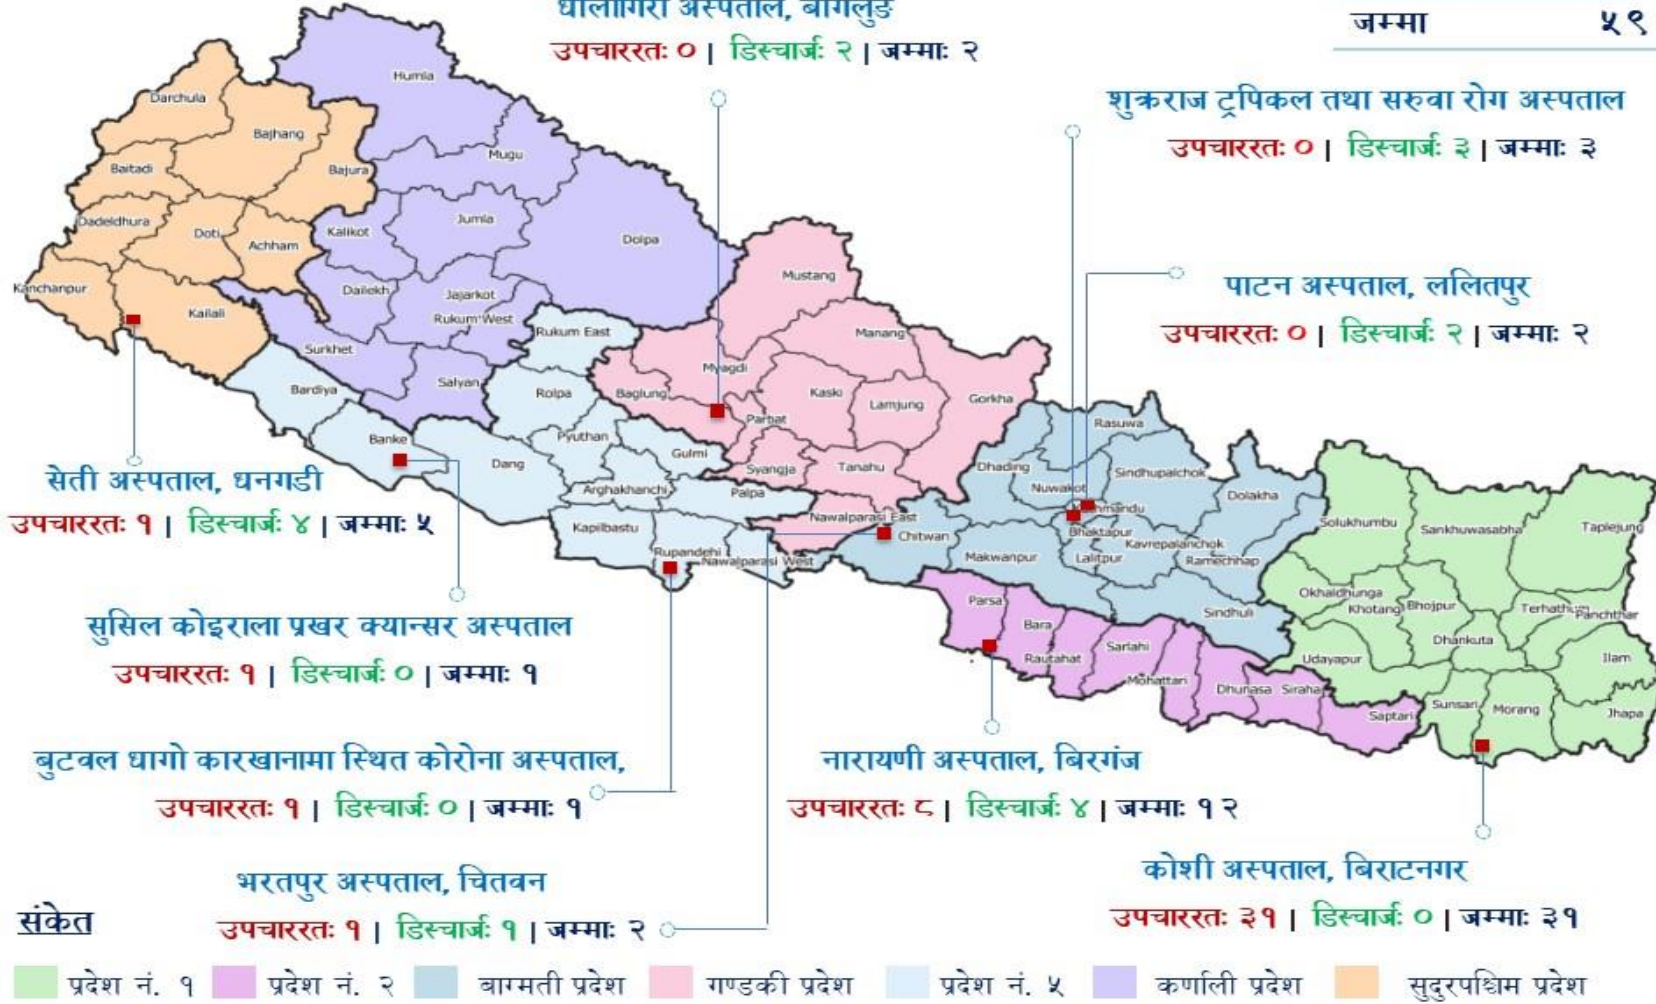 धौलागिरी अस्पताल, बागलुङ
उपचाररतः ० | डिस्चार्जः २ | जम्माः २
जम्मा ५९
शुक्रराज ट्रपिकल तथा सरुवा रोग अस्पताल
उपचाररतः ० | डिस्चार्जः ३ | जम्माः ३
पाटन अस्पताल, ललितपुर
उपचाररतः ० | डिस्चार्जः २ | जम्माः २
Humla
Darchula
Bajhang
Mugu
Baitadi
Bajura
Dadeldhura
Doti
Achham
Kalikot
Jumla
Dolpa
Kanchanpur
Kailali
Dailekh
Jajarkot
Rukum West
Rukum East
Mustang
Manang
Surkhet
Salyan
Bardiya
Rolpa
Myagdi
Baglung
Parbat
Kaski
Lamjung
Gorkha
Banke
Dang
Pyuthan
Gulmi
Syangja
Tanahu
Arghakhanchi
Palpa
Kapilbastu
Rupandehi
Nawalparasi West
Nawalparasi East
Chitwan
Rasuwa
Dhading
Nuwakot
Sindhupalchok
Dolakha
Bhaktapur
Kavrepalanchok
Makwanpur
Lalitpur
Ramechhap
Sindhuli
Solukhumbu
Sankhuwasabha
Taplejung
Okhaldhunga
Khotang
Bhojpur
Terhathum
Panchthar
Dhankuta
Udayapur
Ilam
Sunsari
Morang
Jhapa
Parsa
Bara
Rautahat
Sarlahi
Mohattari
Dhunasa
Siraha
Saptari
सेती अस्पताल, धनगडी
उपचाररतः १ | डिस्चार्जः ४ | जम्माः ५
सुसिल कोइराला प्रखर क्यान्सर अस्पताल
उपचाररतः १ | डिस्चार्जः ० | जम्माः १
बुटवल धागो कारखानामा स्थित कोरोना अस्पताल,
उपचाररतः १ | डिस्चार्जः ० | जम्माः १
नारायणी अस्पताल, बिरगंज
उपचाररतः ८ | डिस्चार्जः ४ | जम्माः १२
भरतपुर अस्पताल, चितवन
उपचाररतः १ | डिस्चार्जः १ | जम्माः २
कोशी अस्पताल, बिराटनगर
उपचाररतः ३१ | डिस्चार्जः ० | जम्माः ३१
संकेत
प्रदेश नं. १ प्रदेश नं. २ बाग्मती प्रदेश गण्डकी प्रदेश प्रदेश नं. ५ कर्णाली प्रदेश सुदुरपश्चिम प्रदेश